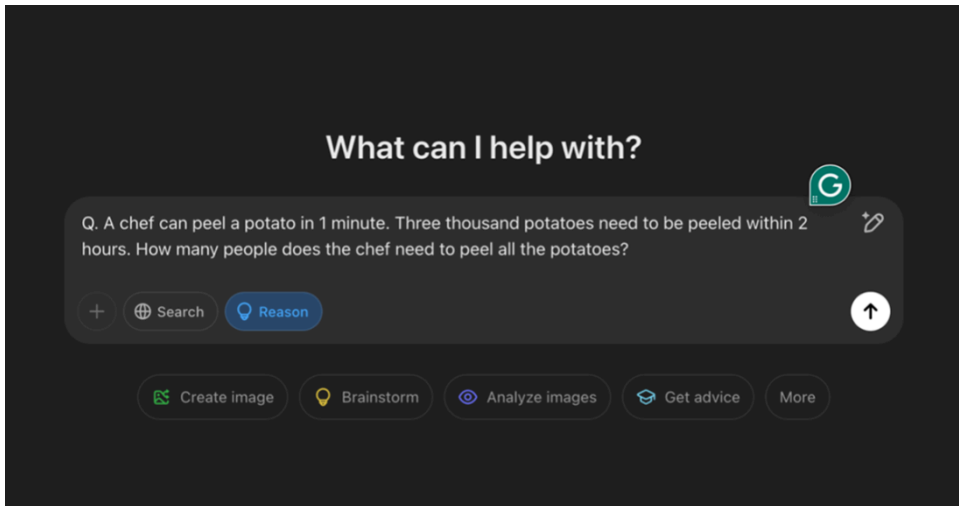 What can I help with?
G
Q. A chef can peel a potato in 1 minute. Three thousand potatoes need to be peeled within 2
hours. How many people does the chef need to peel all the potatoes?
Search
Reason
Create image
Brainstorm
Analyze images
Get advice
More